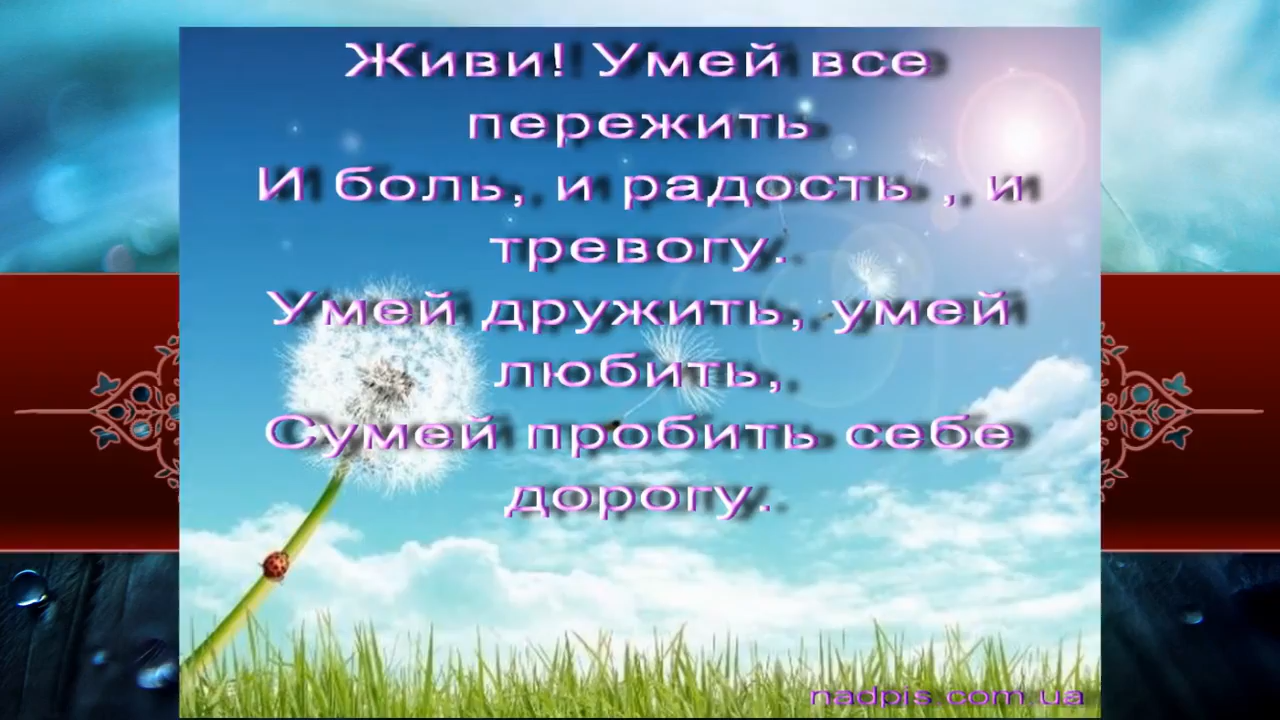 Живи! Умей все
пережить
И боль, и радость , и
тревогу.
Умей дружить, умей
любить,
Сумей пробить себе
дорогу.
nadpis.com.ua